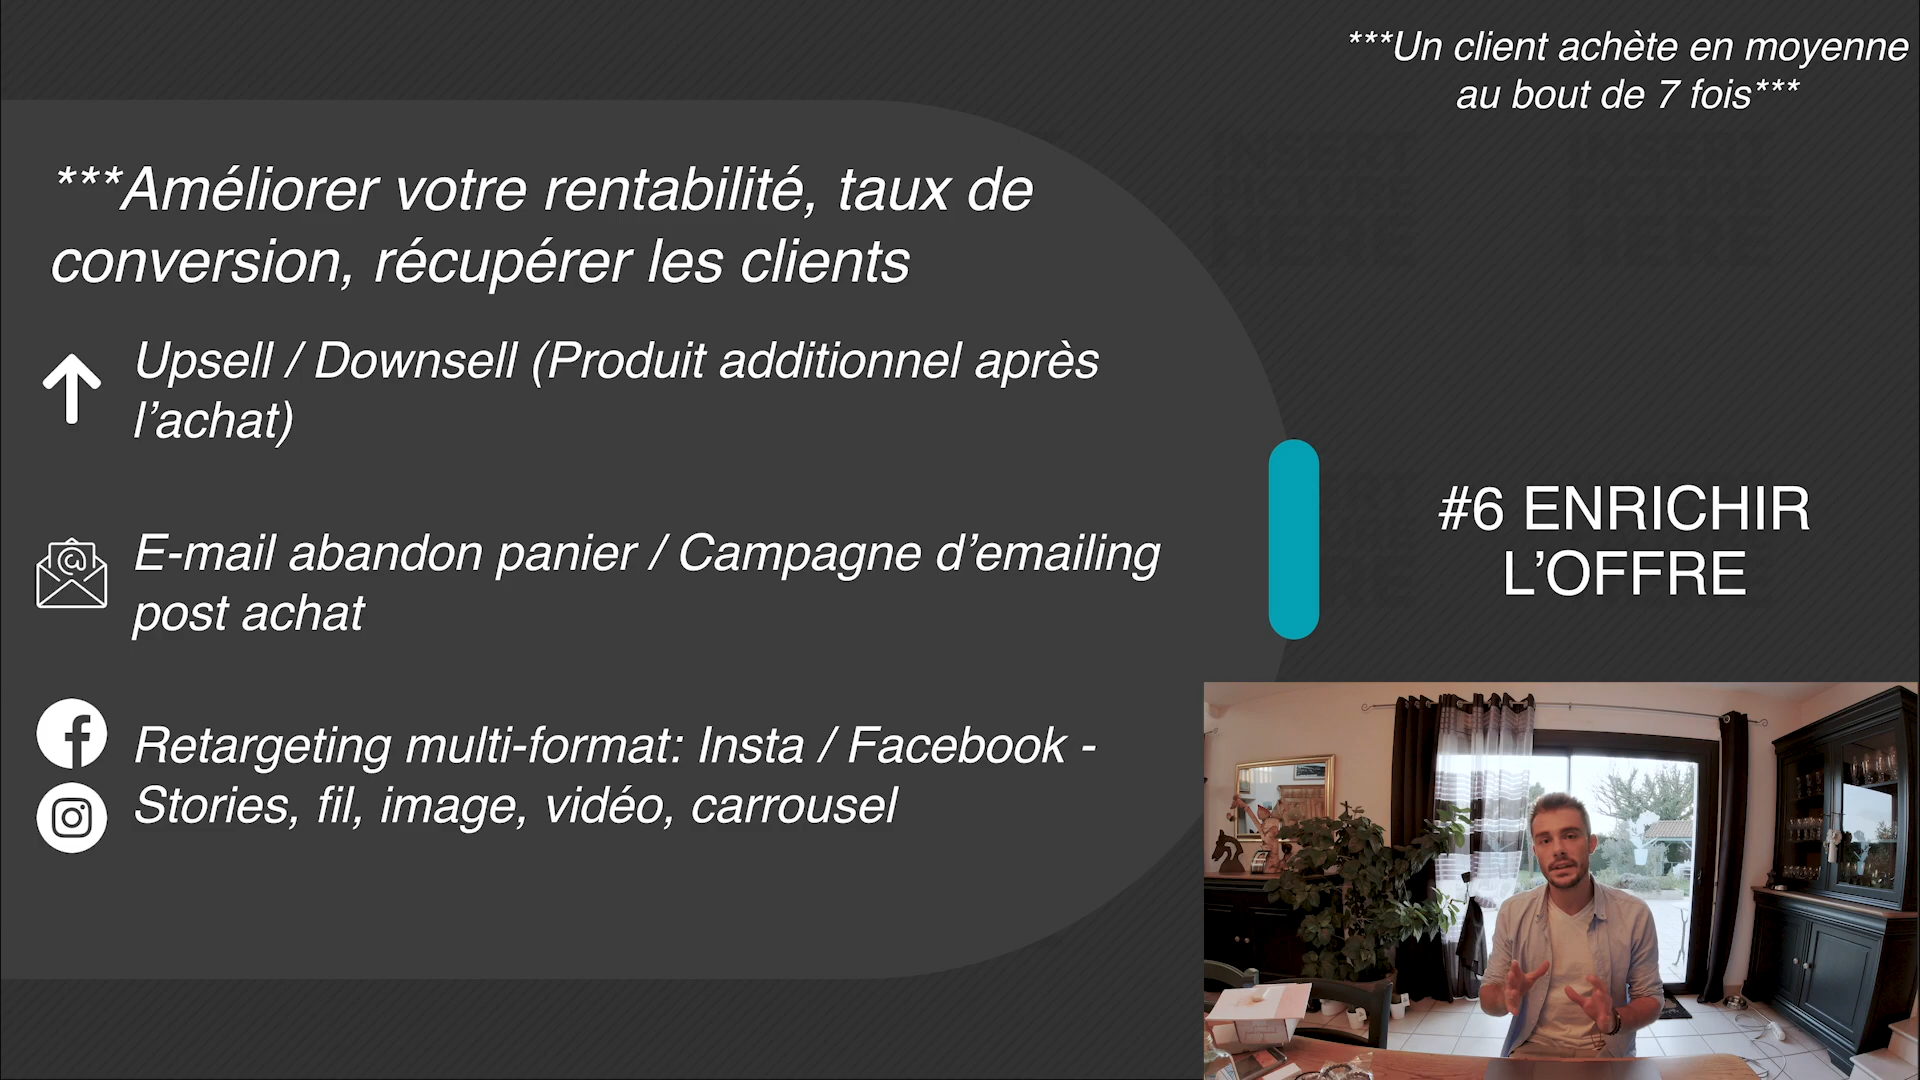 ***Un client achète en moyenne
au bout de 7 fois***
***Améliorer votre rentabilité, taux de
conversion, récupérer les clients
Upsell / Downsell (Produit additionnel après
l’achat)
E-mail abandon panier / Campagne d’emailing
post achat
Retargeting multi-format: Insta / Facebook -
Stories, fil, image, vidéo, carrousel
#6 ENRICHIR
L’OFFRE